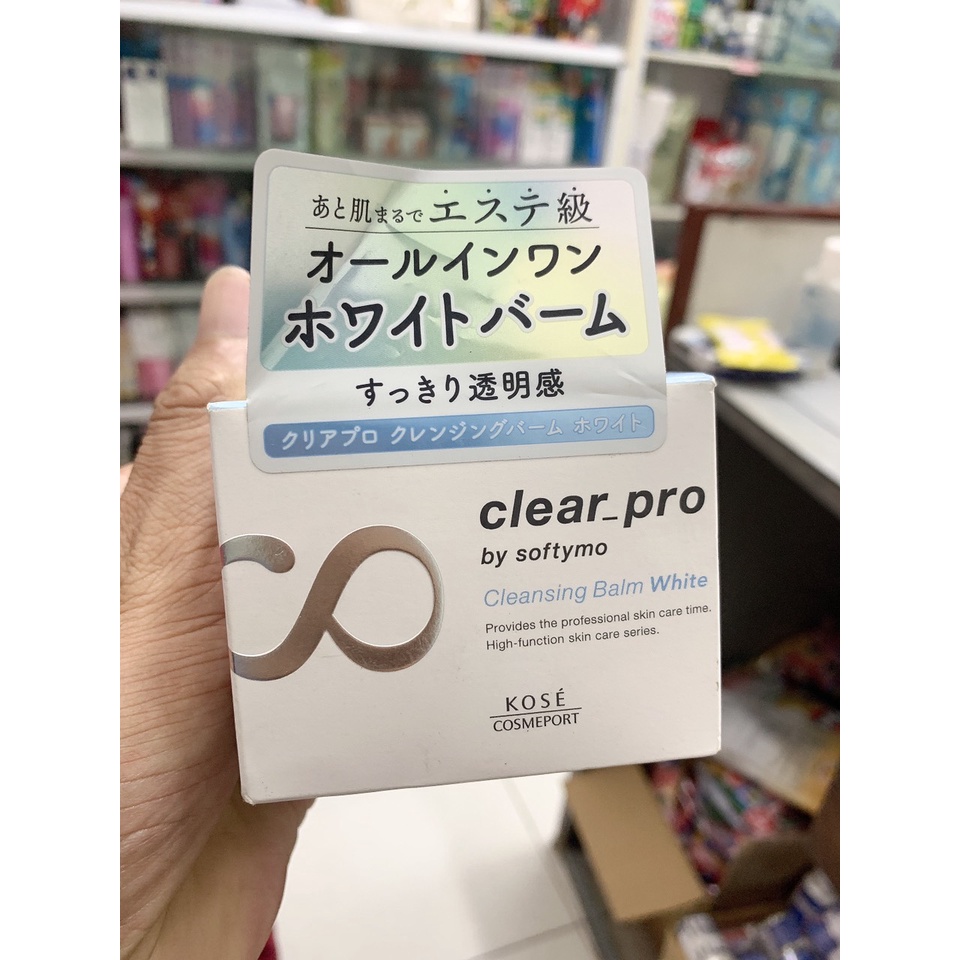 あと肌まるでエステ級
オールインワン
ホワイトバーム
すっきり透明感
クリアプロ クレンジングバーム ホワイト
clear_pro
by softymo
Cleansing Balm White
Provides the professional skin care time.
High-function skin care series.
KOSÉ
COSMEPORT